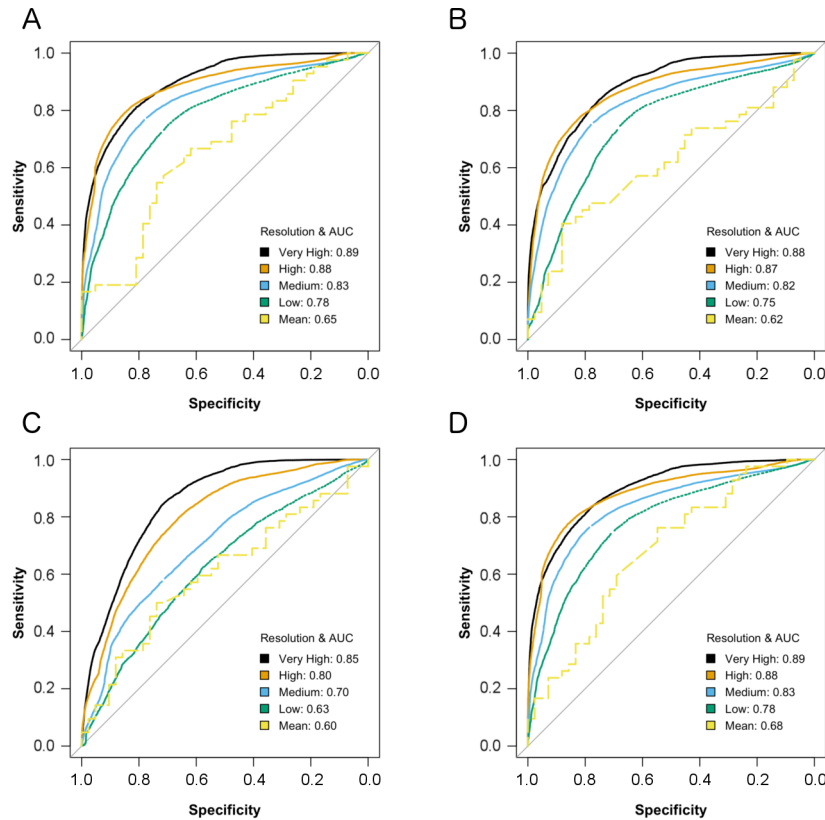 A
1.0
0.8
0.6
0.4
0.2
0.0
Sensitivity
Resolution & AUC
Very High: 0.89
High: 0.88
Medium: 0.83
Low: 0.78
Mean: 0.65
1.0 0.8 0.6 0.4 0.2 0.0
Specificity
B
1.0
0.8
0.6
0.4
0.2
0.0
Sensitivity
Resolution & AUC
Very High: 0.88
High: 0.87
Medium: 0.82
Low: 0.75
Mean: 0.62
1.0 0.8 0.6 0.4 0.2 0.0
Specificity
C
1.0
0.8
0.6
0.4
0.2
0.0
Sensitivity
Resolution & AUC
Very High: 0.85
High: 0.80
Medium: 0.70
Low: 0.63
Mean: 0.60
1.0 0.8 0.6 0.4 0.2 0.0
Specificity
D
1.0
0.8
0.6
0.4
0.2
0.0
Sensitivity
Resolution & AUC
Very High: 0.89
High: 0.88
Medium: 0.83
Low: 0.78
Mean: 0.68
1.0 0.8 0.6 0.4 0.2 0.0
Specificity